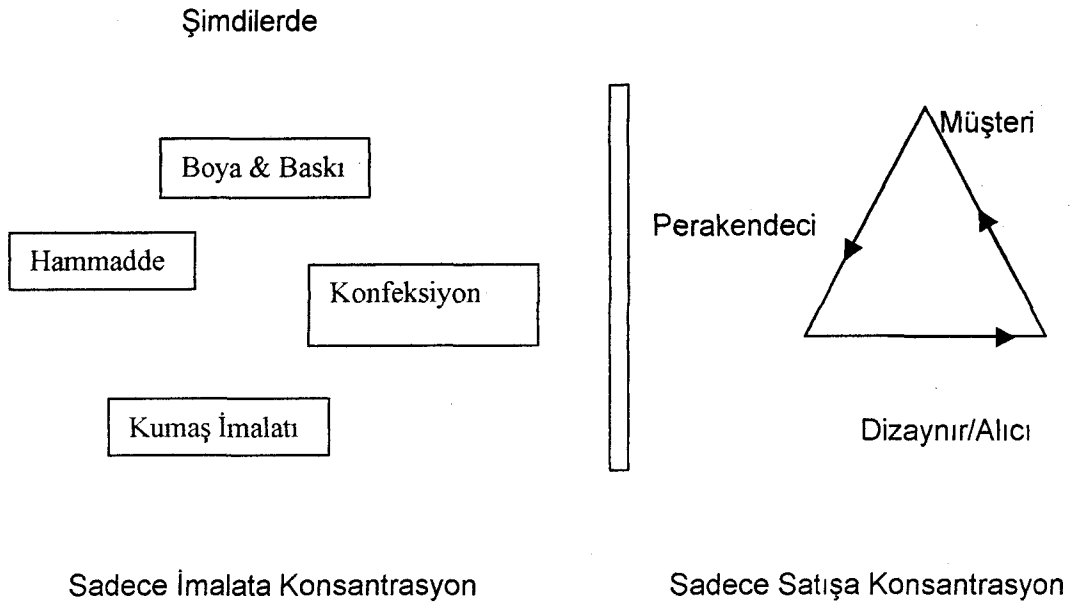 Şimdilerde
Boya & Baskı
Hammadde
Konfeksiyon
Kumaş İmalatı
Müşteri
Perakendeci
Dizaynır/Alıcı
Sadece İmalata Konsantrasyon
Sadece Satışa Konsantrasyon